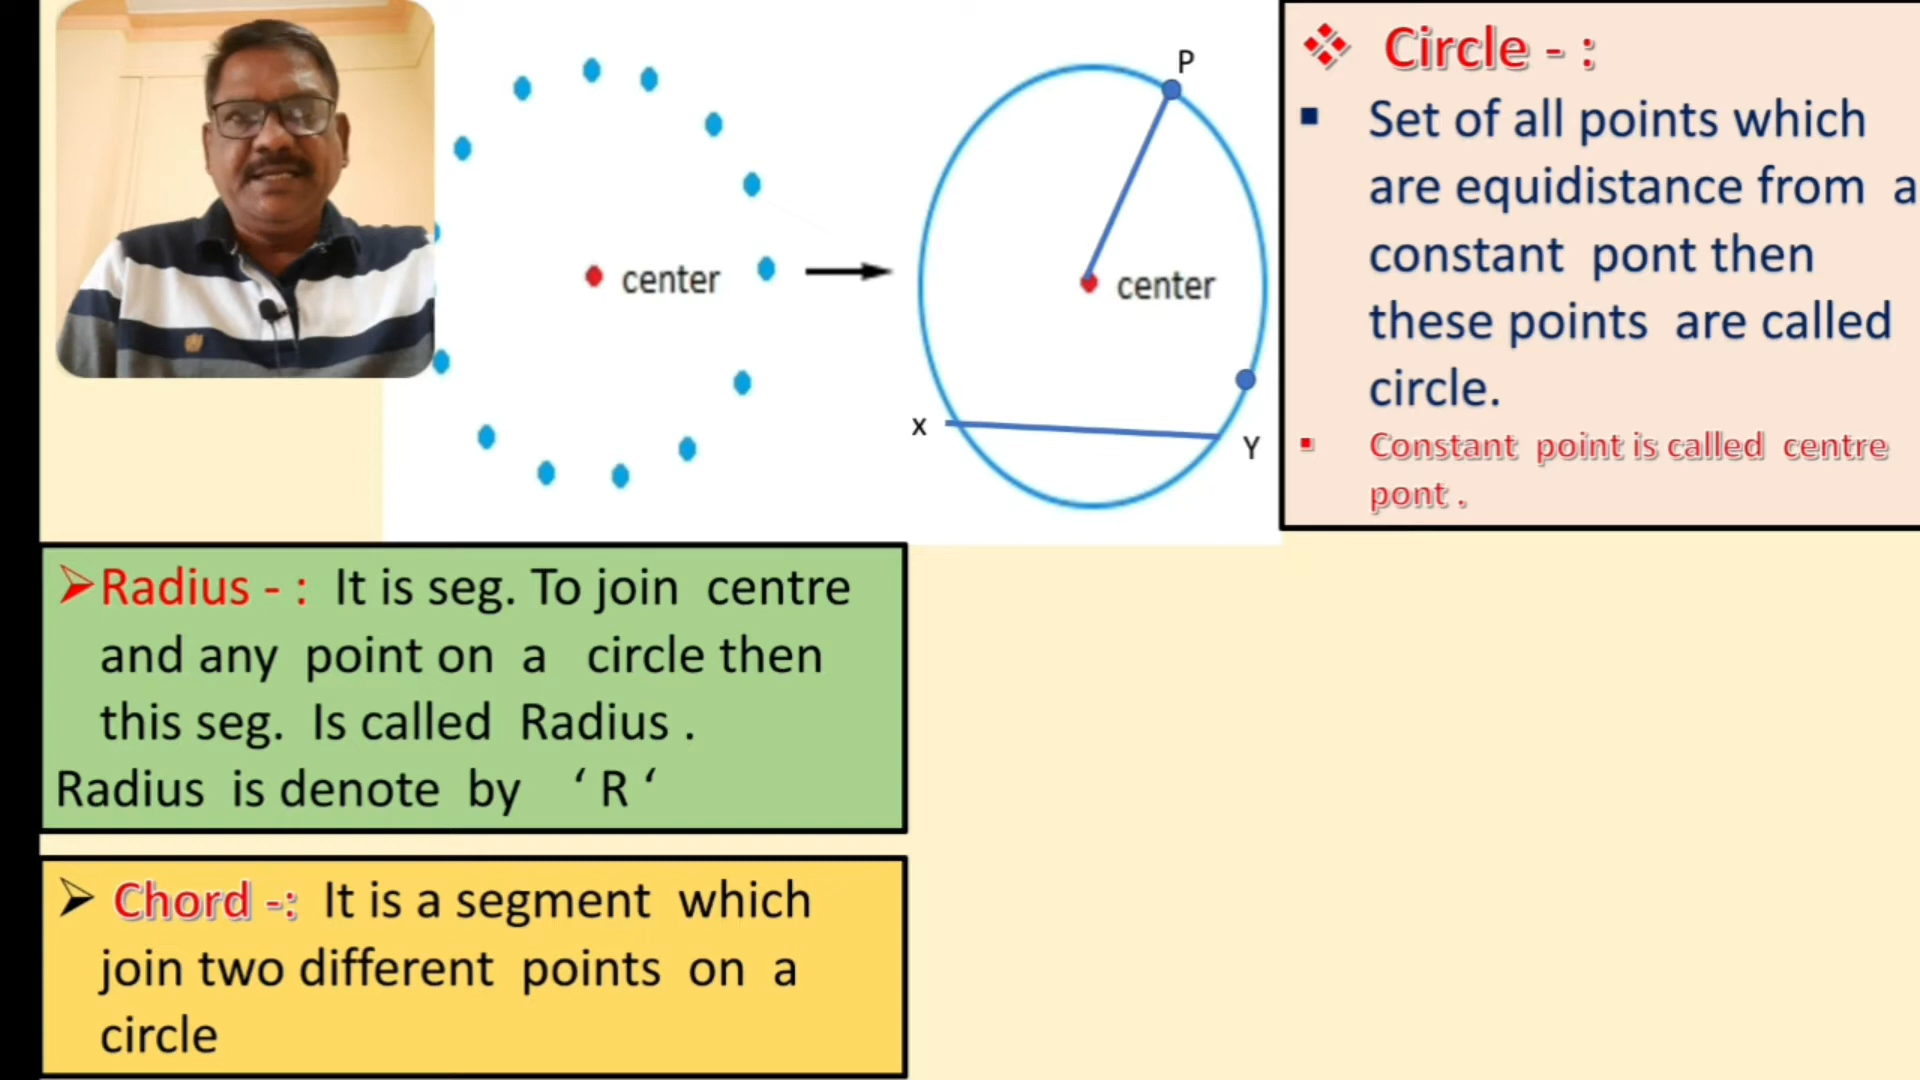 center
P
center
x
Y
Circle - :
Set of all points which
are equidistance from a
constant pont then
these points are called
circle.
Constant point is called centre
pont .
Radius - : It is seg. To join centre
and any point on a circle then
this seg. Is called Radius .
Radius is denote by ‘ R ‘
Chord -: It is a segment which
join two different points on a
circle